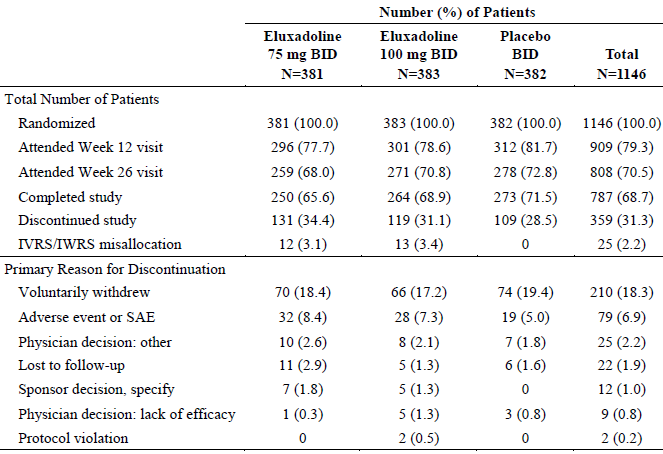 Number (%) of Patients
Eluxadoline Eluxadoline Placebo
75 mg BID 100 mg BID BID Total
N=381 N=383 N=382 N=1146
Total Number of Patients
Randomized 381 (100.0) 383 (100.0) 382 (100.0) 1146 (100.0)
Attended Week 12 visit 296 (77.7) 301 (78.6) 312 (81.7) 909 (79.3)
Attended Week 26 visit 259 (68.0) 271 (70.8) 278 (72.8) 808 (70.5)
Completed study 250 (65.6) 264 (68.9) 273 (71.5) 787 (68.7)
Discontinued study 131 (34.4) 119 (31.1) 109 (28.5) 359 (31.3)
IVRS/IWRS misallocation 12 (3.1) 13 (3.4) 0 25 (2.2)
Primary Reason for Discontinuation
Voluntarily withdrew 70 (18.4) 66 (17.2) 74 (19.4) 210 (18.3)
Adverse event or SAE 32 (8.4) 28 (7.3) 19 (5.0) 79 (6.9)
Physician decision: other 10 (2.6) 8 (2.1) 7 (1.8) 25 (2.2)
Lost to follow-up 11 (2.9) 5 (1.3) 6 (1.6) 22 (1.9)
Sponsor decision, specify 7 (1.8) 5 (1.3) 0 12 (1.0)
Physician decision: lack of efficacy 1 (0.3) 5 (1.3) 3 (0.8) 9 (0.8)
Protocol violation 0 2 (0.5) 0 2 (0.2)